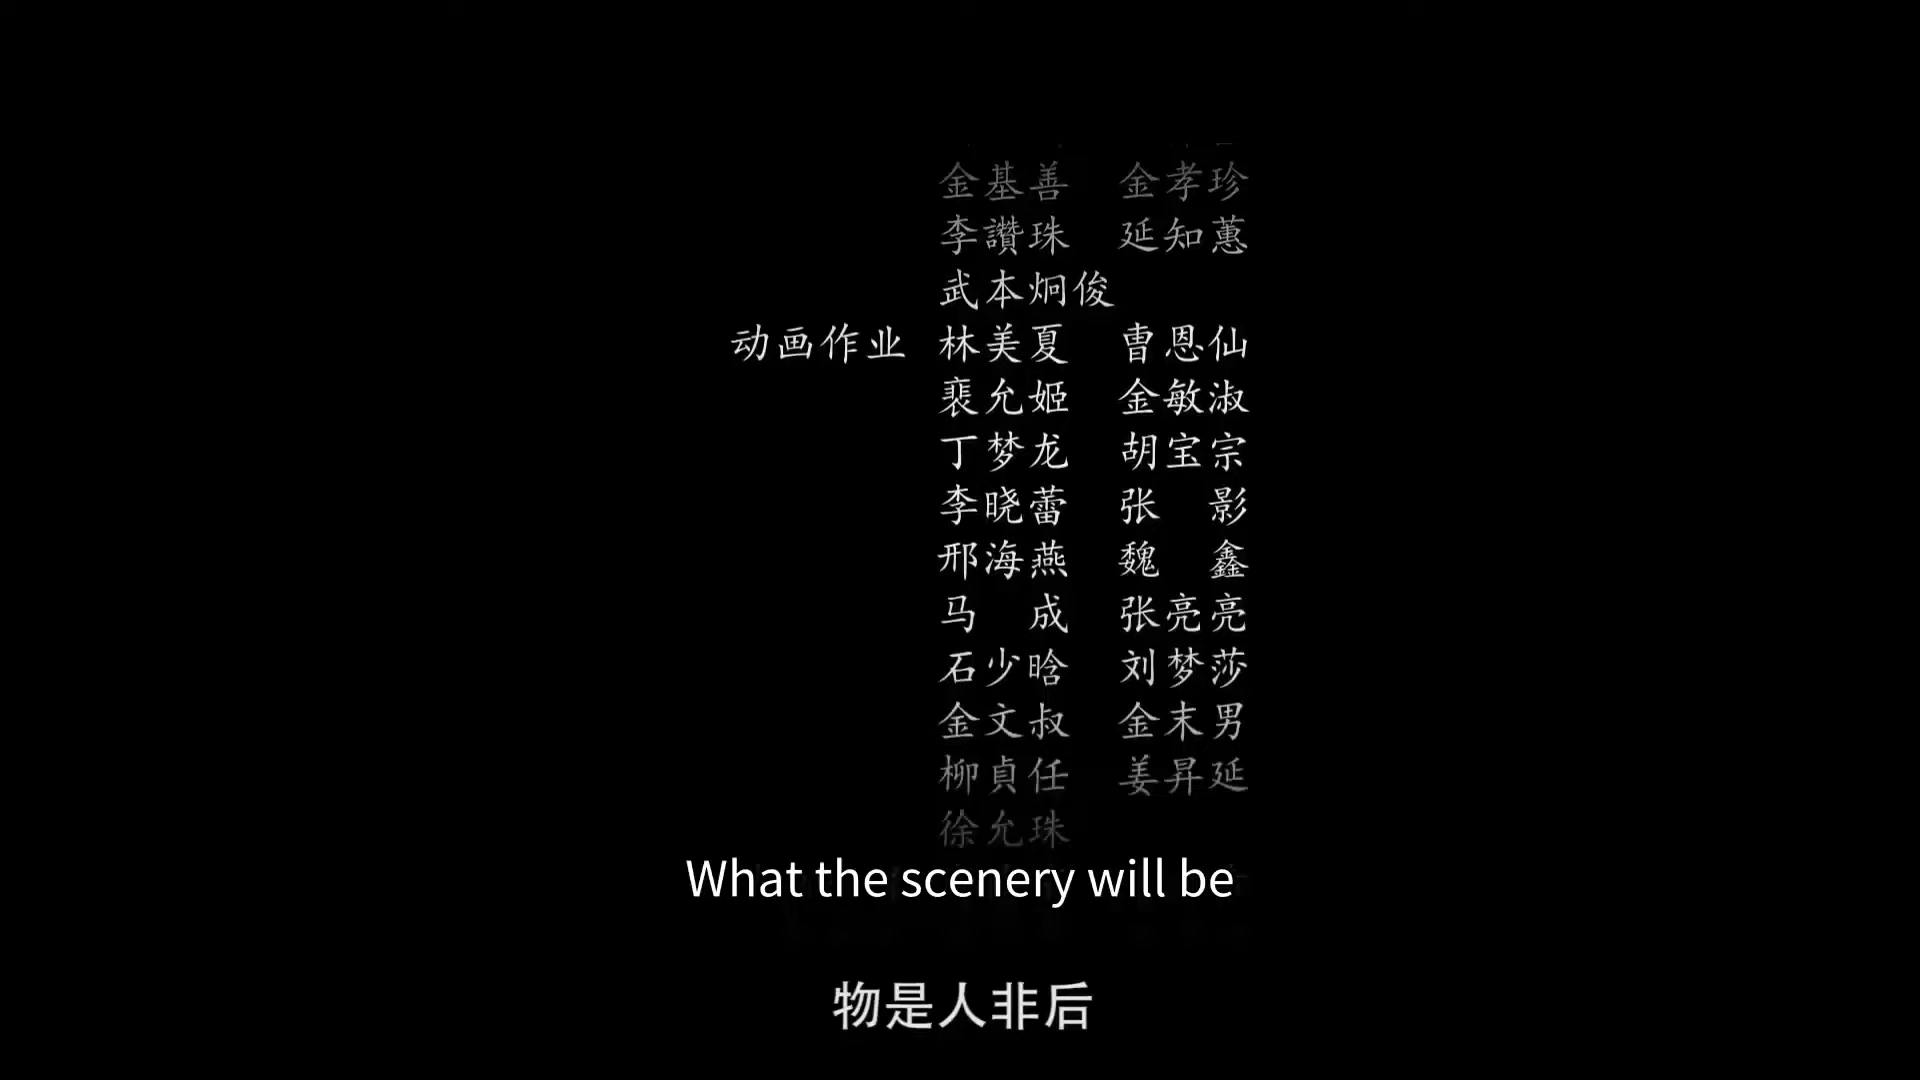 金基善 金孝珍
李讚珠 延知蕙
武本炯俊
动画作业 林美夏 曺恩仙
裴允姬 金敏淑
丁梦龙 胡宝宗
李晓蕾 张 影
邢海燕 魏 鑫
马 成 张亮亮
石少晗 刘梦莎
金文叔 金末男
柳貞任 姜昇延
徐允珠
What the scenery will be
物是人非后